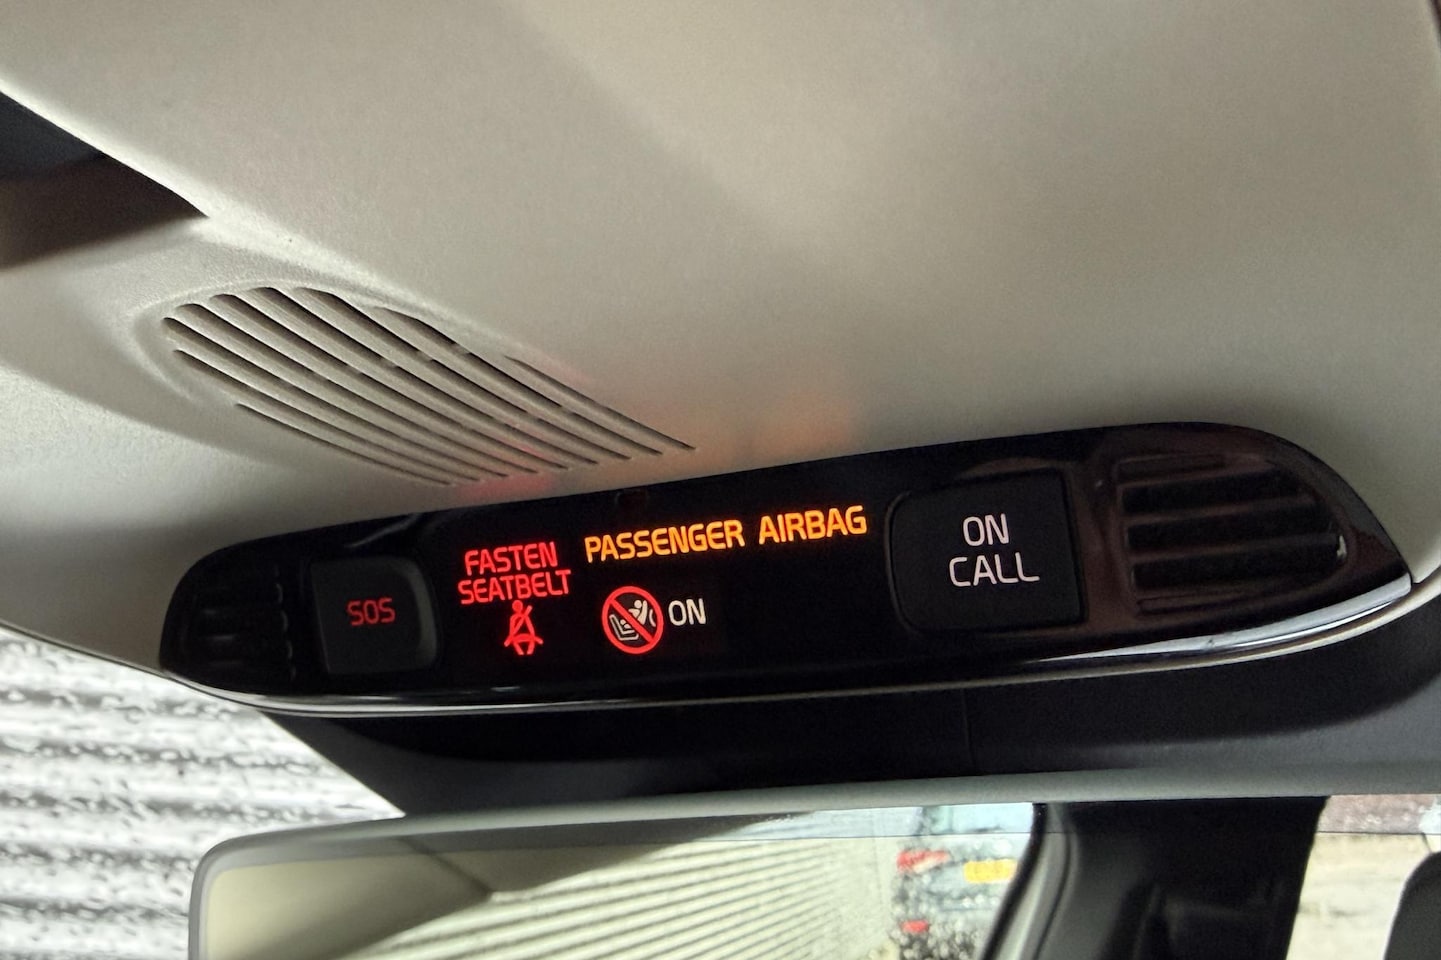 SOS
FASTEN
SEATBELT
PASSENGER AIRBAG
ON
ON
CALL